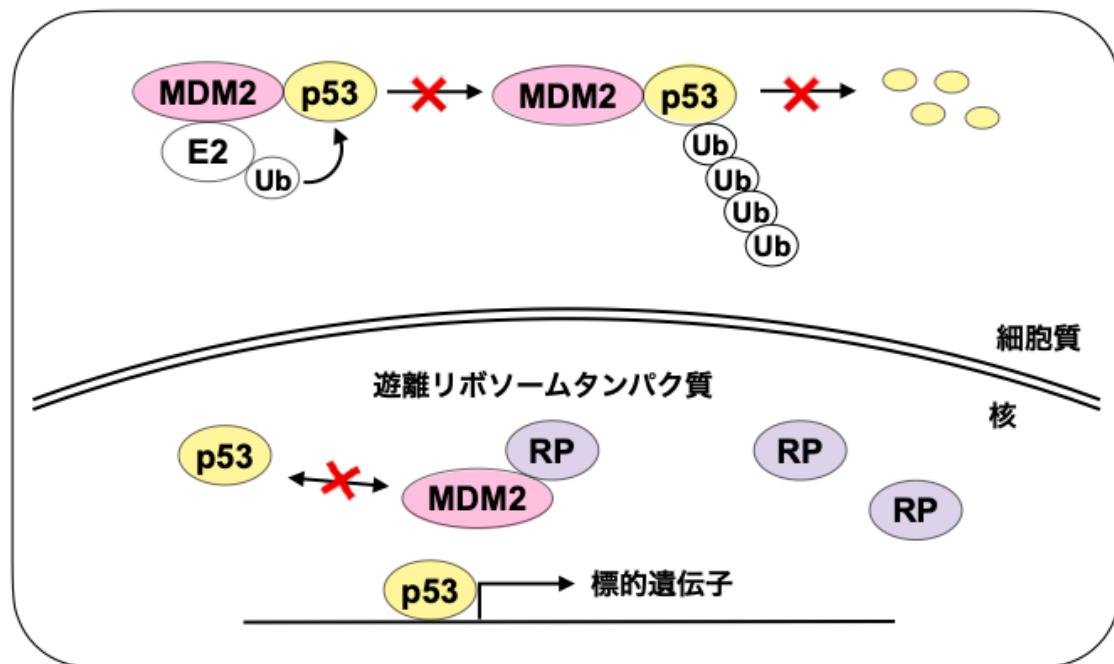 MDM2 p53 MDM2 p53
E2 Ub Ub
Ub
Ub
Ub
細胞質
遊離リボソームタンパク質
核
p53 RP RP
MDM2 RP
p53 標的遺伝子